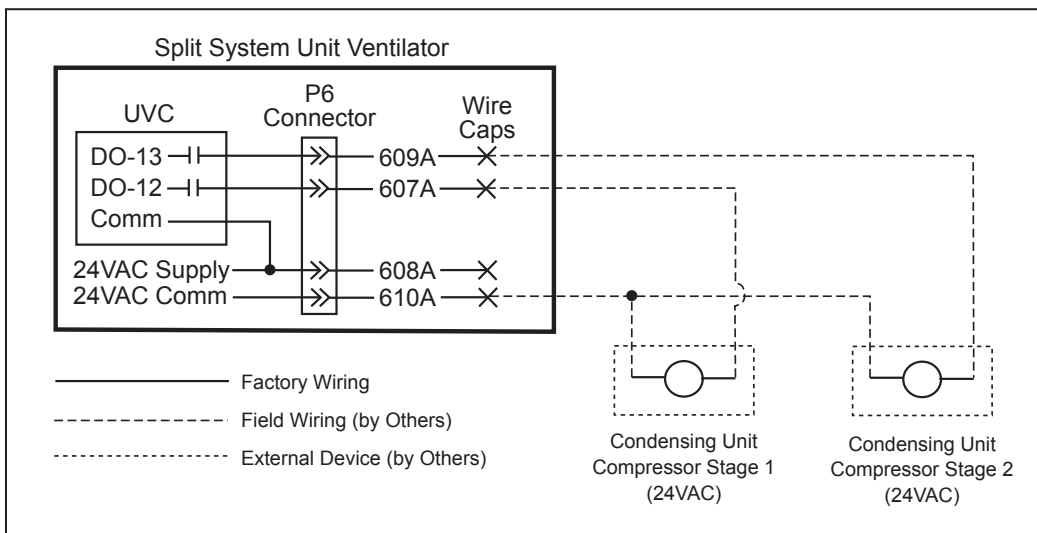 Split System Unit Ventilator
UVC
P6
Connector
Wire
Caps
DO-13
609A
DO-12
607A
Comm
24VAC Supply
608A
24VAC Comm
610A
Factory Wiring
Field Wiring (by Others)
External Device (by Others)
Condensing Unit
Compressor Stage 1
(24VAC)
Condensing Unit
Compressor Stage 2
(24VAC)